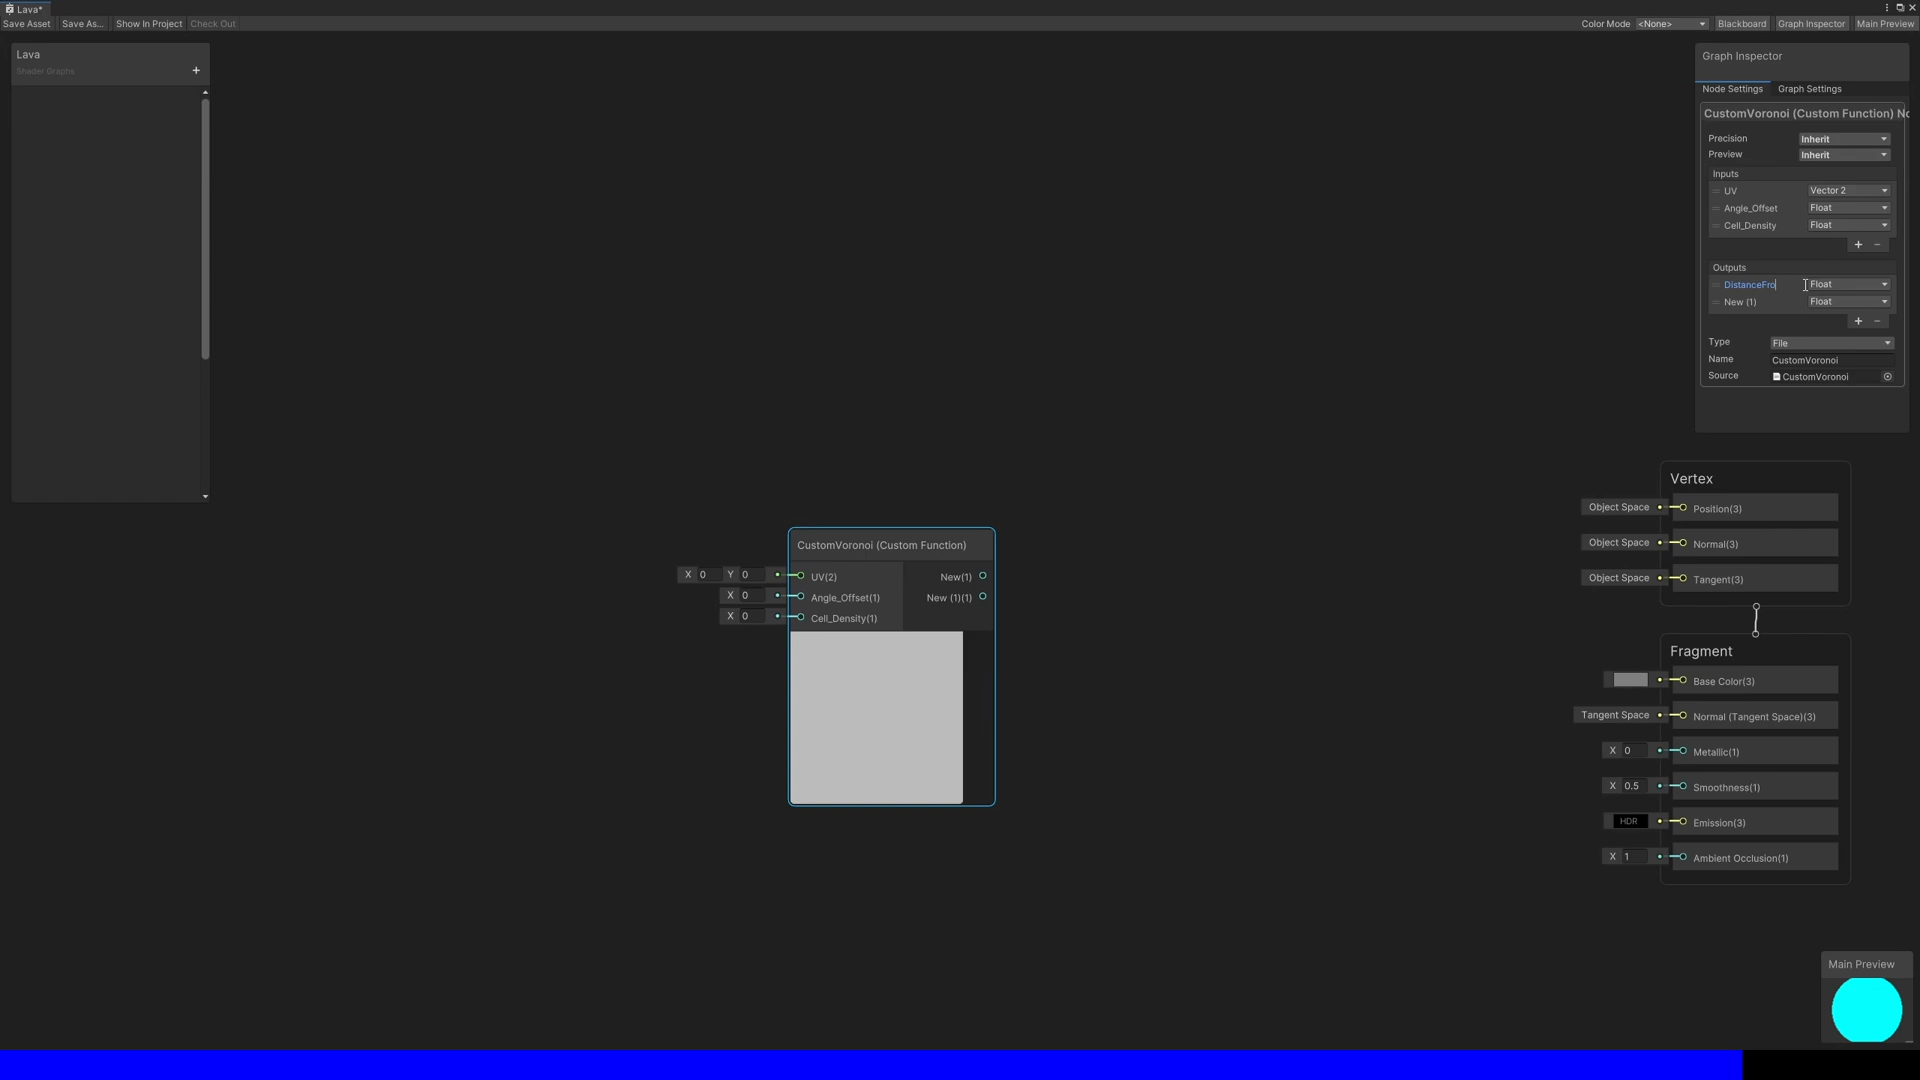 Lava*
Save Asset Save As... Show In Project Check Out Color Mode <None> Blackboard Graph Inspector Main Preview
Lava
Shader Graphs
+
Graph Inspector
Node Settings Graph Settings
CustomVoronoi (Custom Function) No
Precision Inherit
Preview Inherit
Inputs
UV Vector 2
Angle_Offset Float
Cell_Density Float
+ −
Outputs
DistanceFro Float
New (1) Float
+ −
Type File
Name CustomVoronoi
Source CustomVoronoi
CustomVoronoi (Custom Function)
X 0 Y 0 UV(2) New(1)
X 0 Angle_Offset(1) New (1)(1)
X 0 Cell_Density(1)
Vertex
Object Space Position(3)
Object Space Normal(3)
Object Space Tangent(3)
Fragment
Base Color(3)
Tangent Space Normal (Tangent Space)(3)
X 0 Metallic(1)
X 0.5 Smoothness(1)
HDR Emission(3)
X 1 Ambient Occlusion(1)
Main Preview